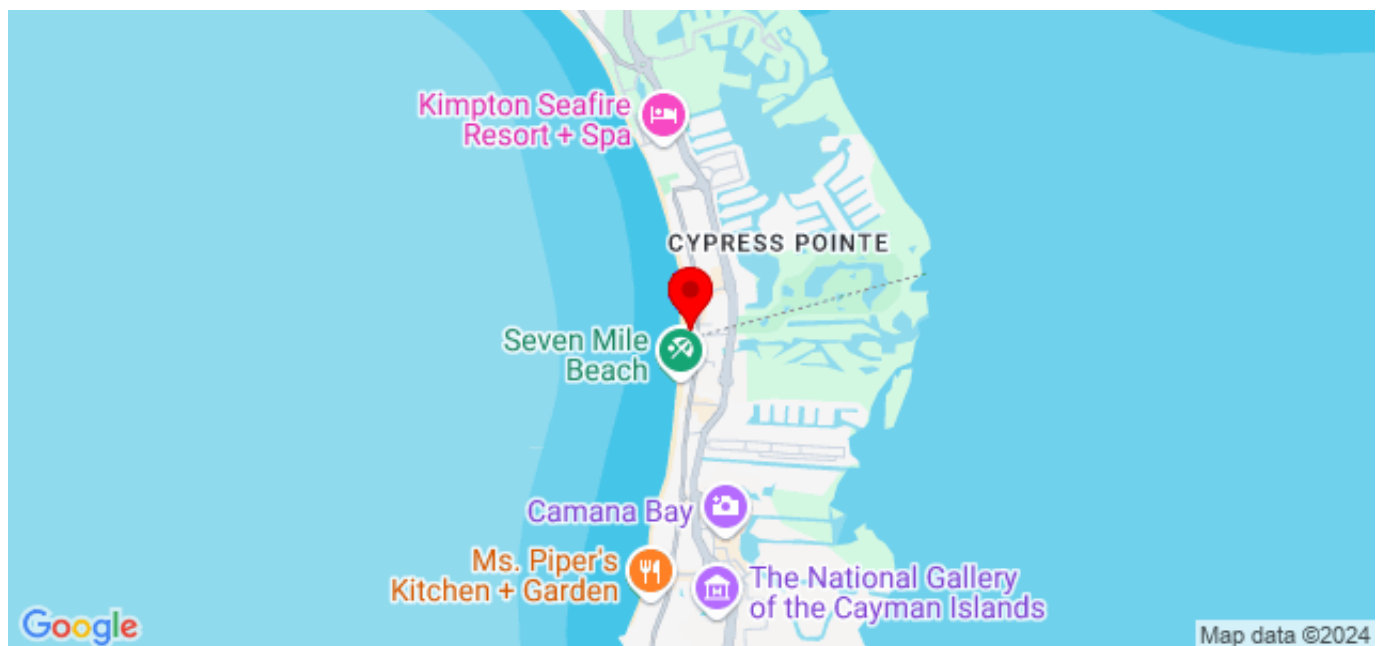 Kimpton Seafire
Resort + Spa
CYPRESS POINTE
Seven Mile
Beach
Camana Bay
Ms. Piper's
Kitchen + Garden
The National Gallery
of the Cayman Islands
Google
Map data ©2024